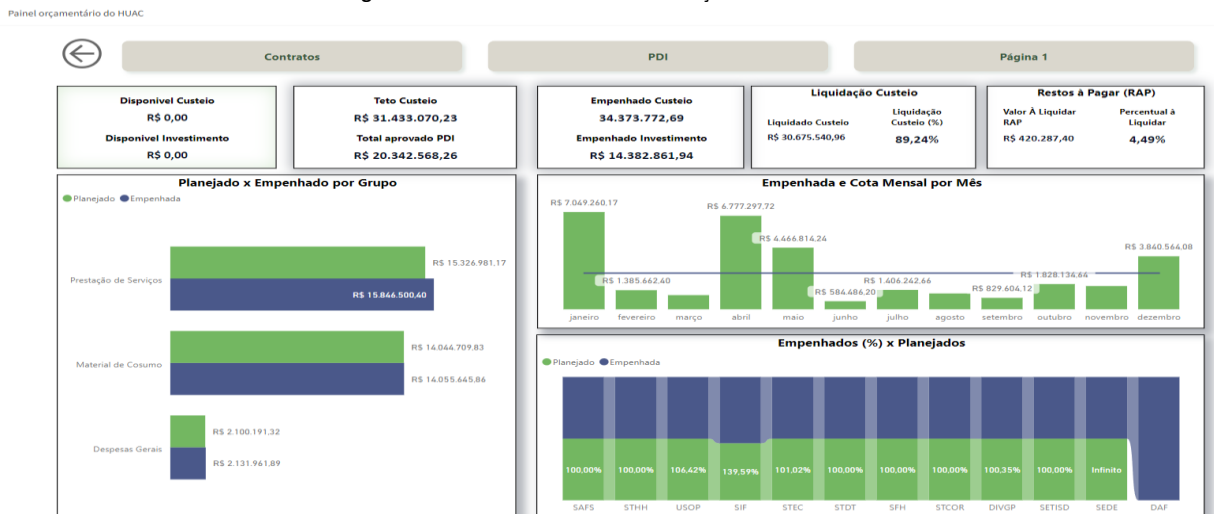 Painel orçamentário do HUAC
Contratos
PDI
Página 1
Disponivel Custeio
R$ 0,00
Disponivel Investimento
R$ 0,00
Teto Custeio
R$ 31.433.070,23
Total aprovado PDI
R$ 20.342.568,26
Empenhado Custeio
34.373.772,69
Empenhado Investimento
R$ 14.382.861,94
Liquidação Custeio
Liquidado Custeio
R$ 30.675.540,96
Liquidação
Custeio (%)
89,24%
Restos à Pagar (RAP)
Valor À Liquidar
RAP
R$ 420.287,40
Percentual à
Liquidar
4,49%
Planejado x Empenhado por Grupo
Planejado Empenhada
Prestação de Serviços
R$ 15.326.981,17
R$ 15.846.500,40
Material de Cosumo
R$ 14.044.709,83
R$ 14.055.645,86
Despesas Gerais
R$ 2.100.191,32
R$ 2.131.961,89
Empenhada e Cota Mensal por Mês
R$ 7.049.260,17
R$ 1.385.662,40
R$ 6.777.297,72
R$ 4.466.814,24
R$ 584.486,20
R$ 1.406.242,66
R$ 829.604,12
R$ 1.828.134,64
R$ 3.840.564,08
janeiro fevereiro março abril maio junho julho agosto setembro outubro novembro dezembro
Empenhados (%) x Planejados
Planejado Empenhada
100,00% 100,00% 106,42% 139,59% 101,02% 100,00% 100,00% 100,00% 100,35% 100,00% Infinito
SAFS STHH USOP SIF STEC STDT SFH STCOR DIVGP SETISD SEDE DAF